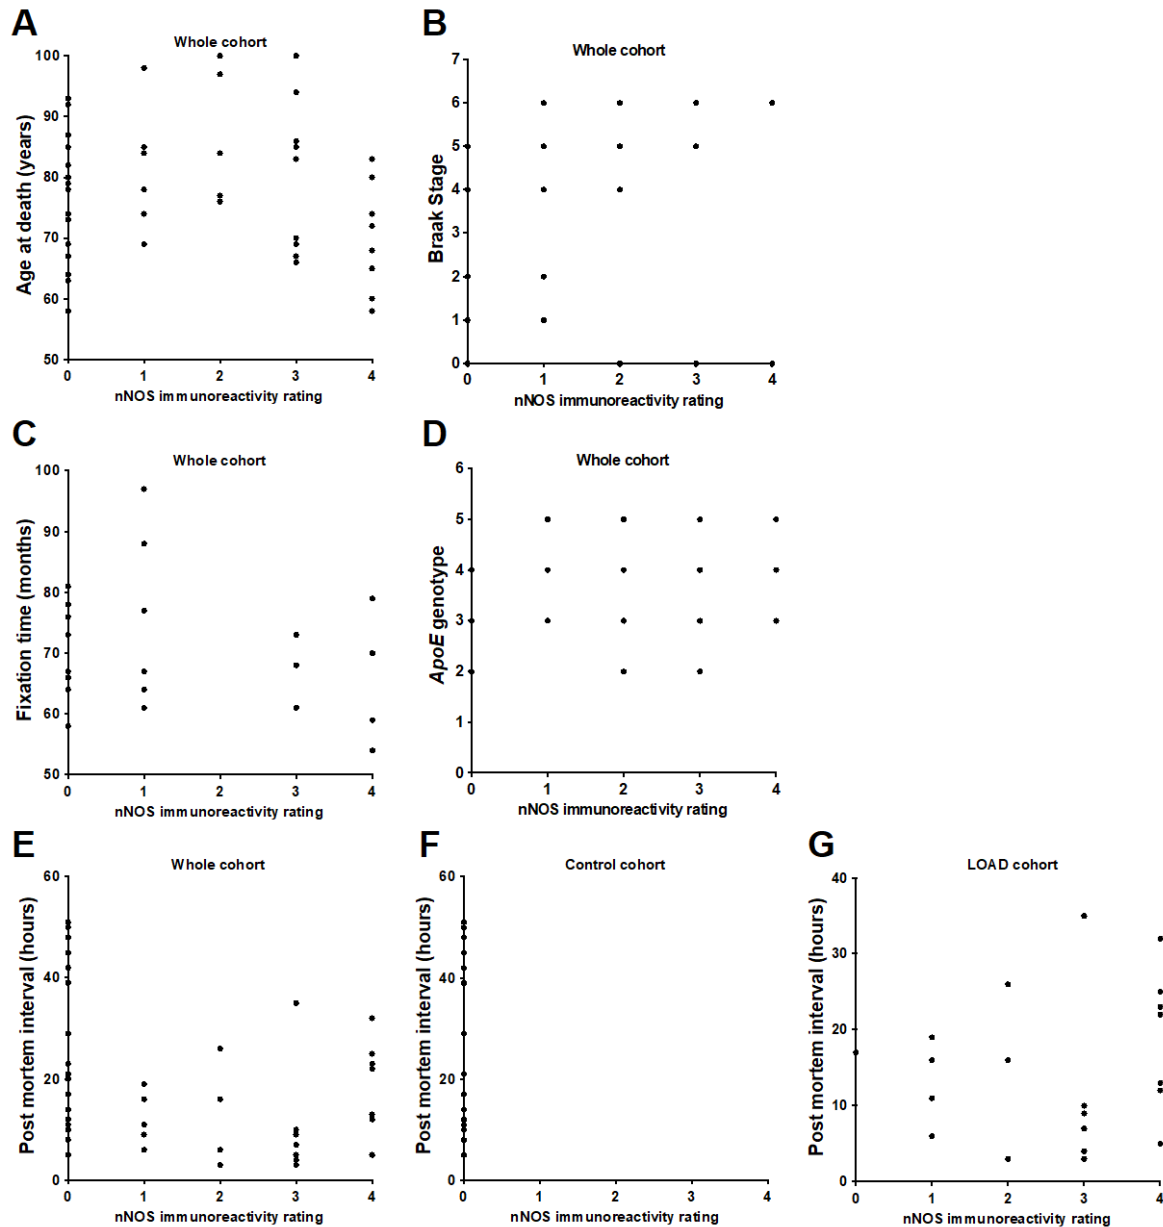 A
Whole cohort
Age at death (years)
100
90
80
70
60
50
0 1 2 3 4
nNOS immunoreactivity rating
B
Whole cohort
Braak Stage
7
6
5
4
3
2
1
0
0 1 2 3 4
nNOS immunoreactivity rating
C
Whole cohort
Fixation time (months)
100
90
80
70
60
50
0 1 2 3 4
nNOS immunoreactivity rating
D
Whole cohort
ApoE genotype
6
5
4
3
2
1
0
0 1 2 3 4
nNOS immunoreactivity rating
E
Whole cohort
Post mortem interval (hours)
60
40
20
0
0 1 2 3 4
nNOS immunoreactivity rating
F
Control cohort
Post mortem interval (hours)
60
40
20
0
0 1 2 3 4
nNOS immunoreactivity rating
G
LOAD cohort
Post mortem interval (hours)
40
30
20
10
0
0 1 2 3 4
nNOS immunoreactivity rating